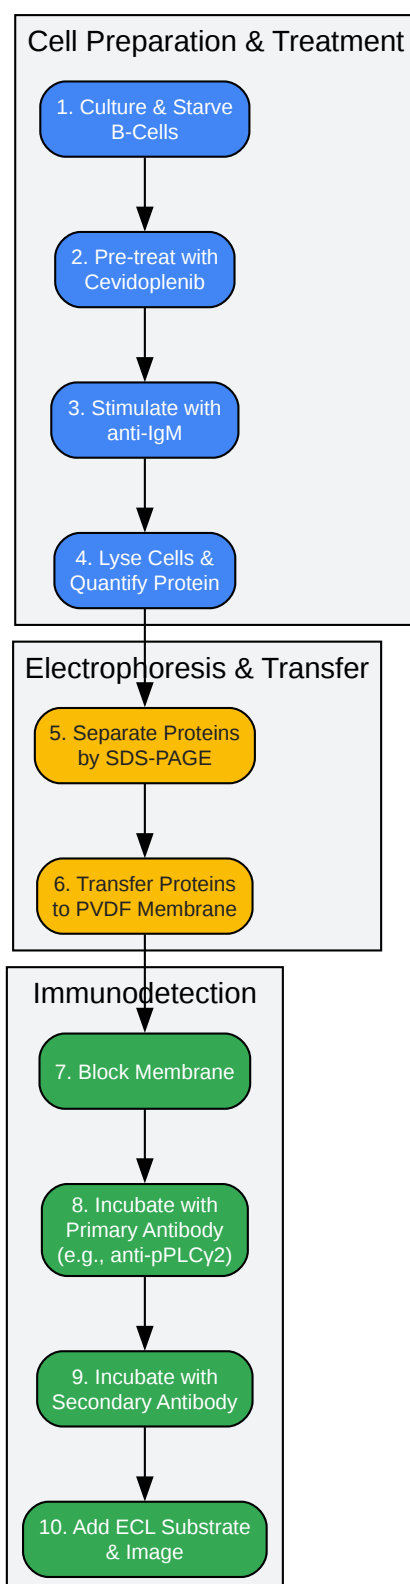 Cell Preparation & Treatment
1. Culture & Starve
B-Cells
2. Pre-treat with
Cevidoplenib
3. Stimulate with
anti-IgM
4. Lyse Cells &
Quantify Protein
Electrophoresis & Transfer
5. Separate Proteins
by SDS-PAGE
6. Transfer Proteins
to PVDF Membrane
Immunodetection
7. Block Membrane
8. Incubate with
Primary Antibody
(e.g., anti-pPLCγ2)
9. Incubate with
Secondary Antibody
10. Add ECL Substrate
& Image